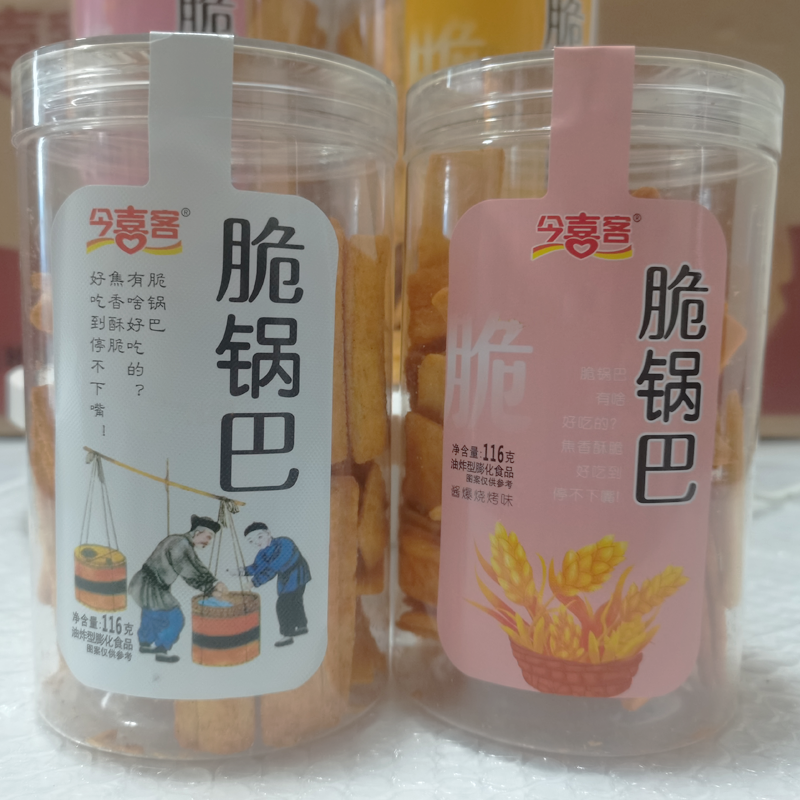 脆
脆
脆
今喜客®
脆锅巴
脆锅巴
有啥好吃的?
焦香酥脆
好吃到停不下嘴!
净含量:116克
油炸型膨化食品
图案仅供参考
今喜客®
脆锅巴
脆
脆锅巴
有啥
好吃的?
焦香酥脆
好吃到
停不下嘴!
净含量:116克
油炸型膨化食品
图案仅供参考
爆烧烤味